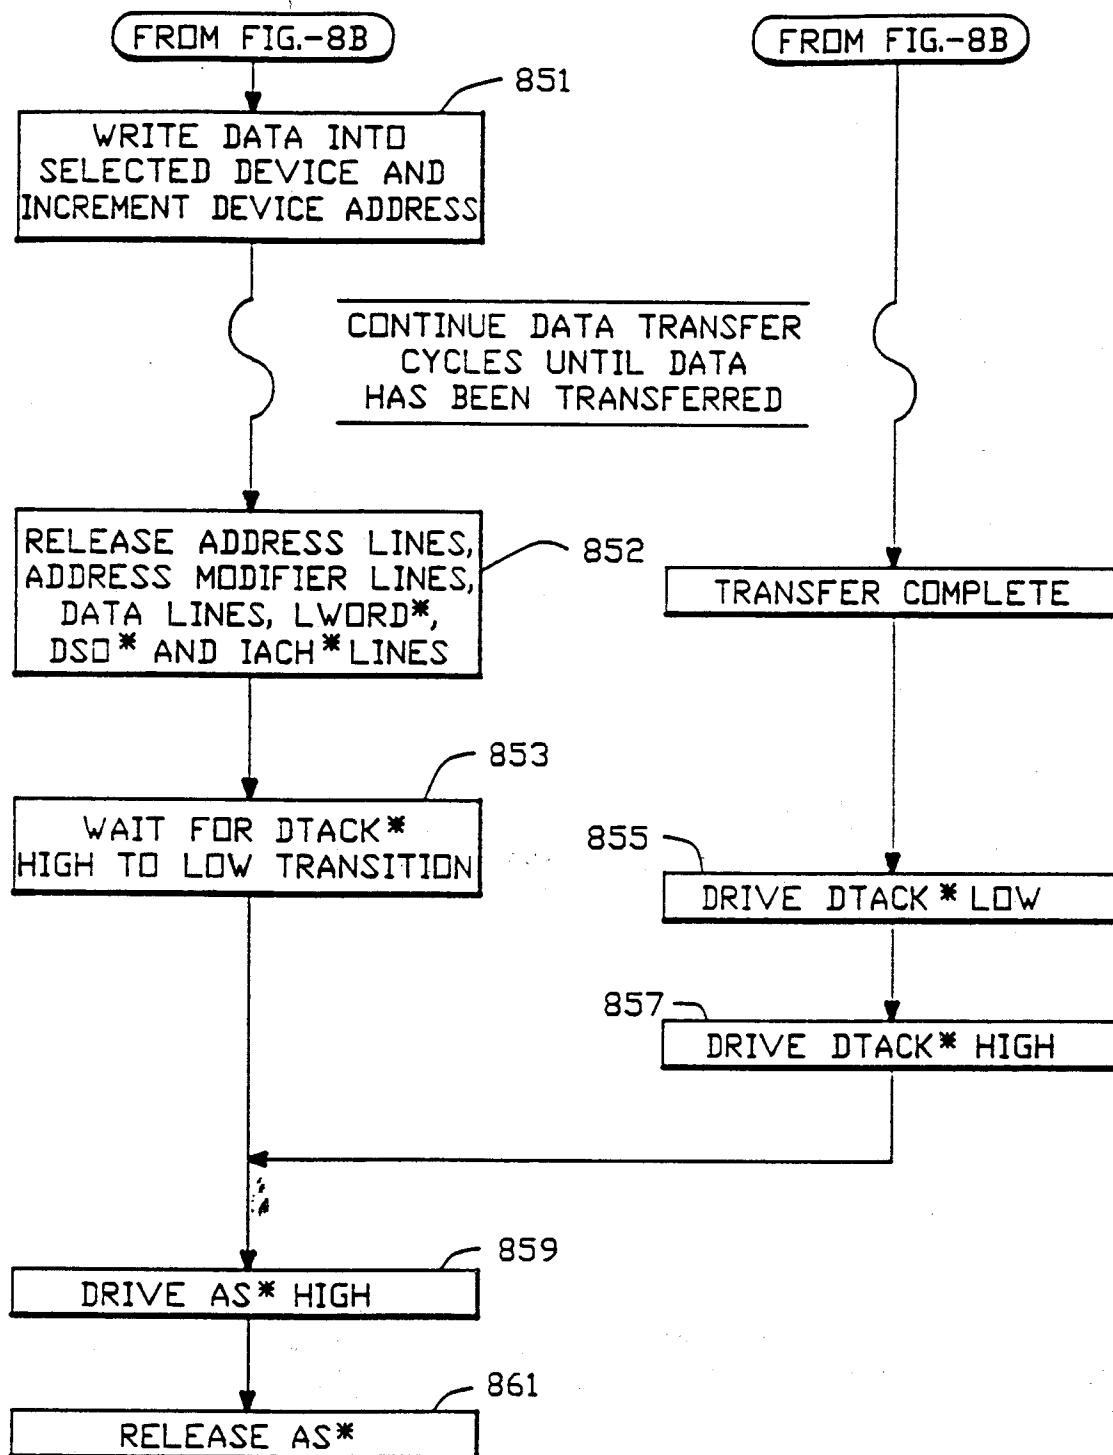 FROM FIG.-8B
851
WRITE DATA INTO
SELECTED DEVICE AND
INCREMENT DEVICE ADDRESS
FROM FIG.-8B
CONTINUE DATA TRANSFER
CYCLES UNTIL DATA
HAS BEEN TRANSFERRED
RELEASE ADDRESS LINES,
ADDRESS MODIFIER LINES,
DATA LINES, LWORD*,
DS0* AND IACH* LINES
852
TRANSFER COMPLETE
853
WAIT FOR DTACK*
HIGH TO LOW TRANSITION
855
DRIVE DTACK* LOW
857
DRIVE DTACK* HIGH
859
DRIVE AS* HIGH
861
RELEASE AS*